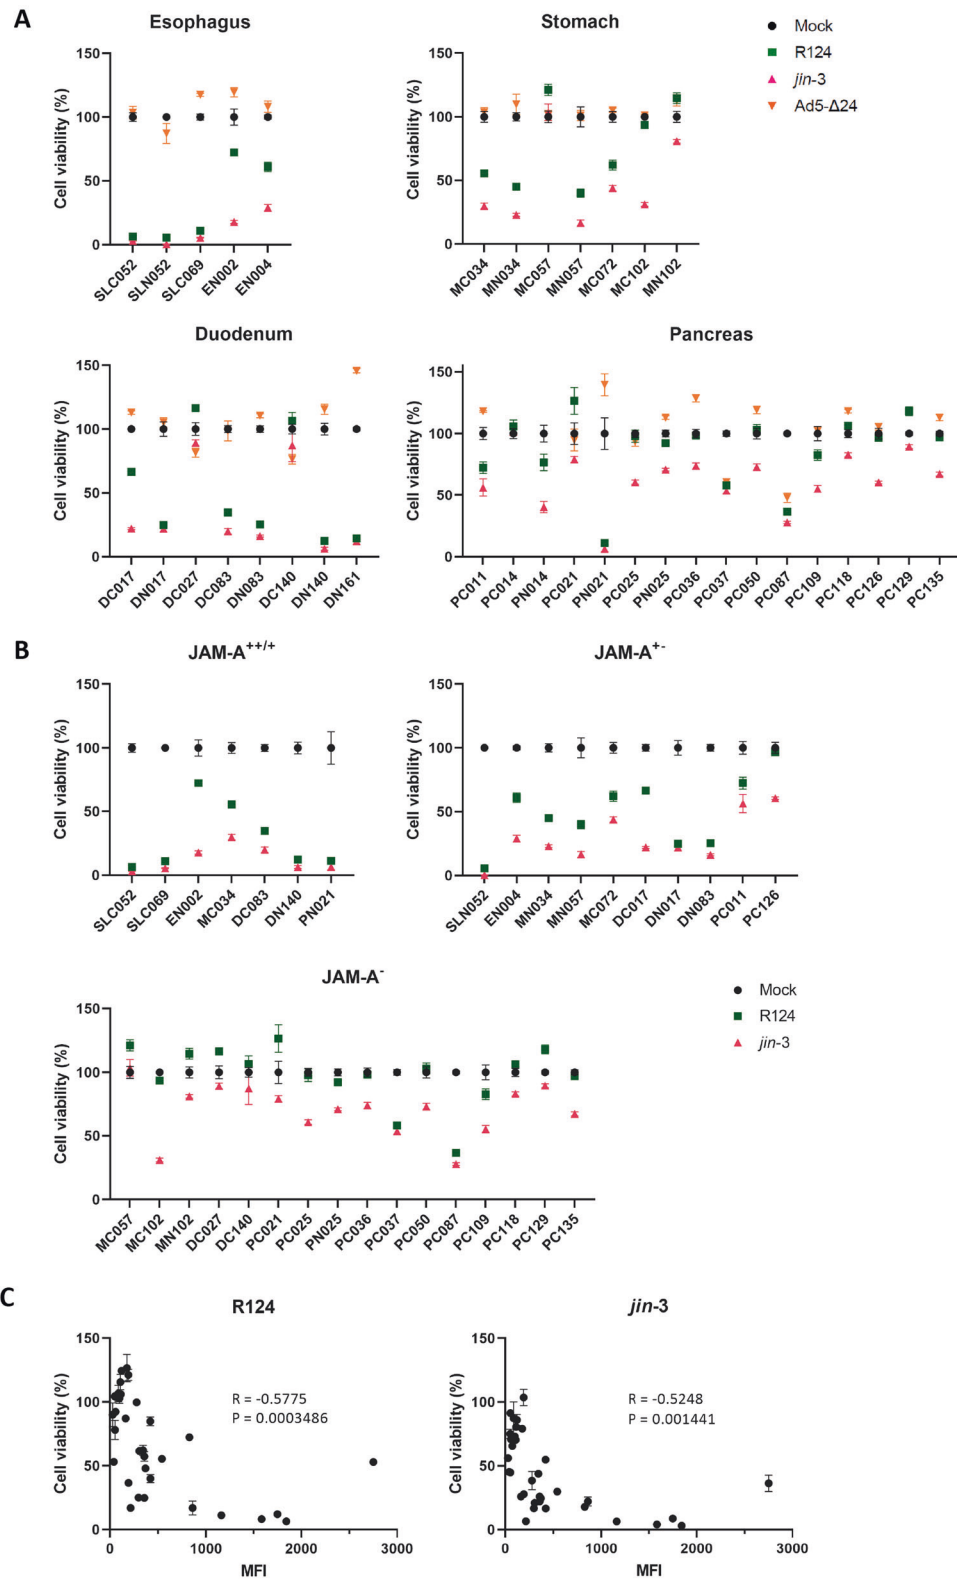 A
Esophagus
Stomach
Mock
R124
jin-3
Ad5-Δ24
Cell viability (%)
150
100
50
0
SLC052
SLN052
SLC069
EN002
EN004
Cell viability (%)
150
100
50
0
MC034
MN034
MC057
MN057
MC072
MC102
MN102
Duodenum
Pancreas
Cell viability (%)
150
100
50
0
DC017
DN017
DC027
DC083
DN083
DC140
DN140
DN161
Cell viability (%)
150
100
50
0
PC011
PC014
PN014
PC021
PN021
PC025
PN025
PC036
PC037
PC050
PC087
PC109
PC118
PC126
PC129
PC135
B
JAM-A++/+
JAM-A+-
Cell viability (%)
150
100
50
0
SLC052
SLC069
EN002
MC034
DC083
DN140
PN021
Cell viability (%)
150
100
50
0
SLN052
EN004
MN034
MN057
MC072
DC017
DN017
DN083
PC011
PC126
JAM-A-
Mock
R124
jin-3
Cell viability (%)
150
100
50
0
MC057
MC102
MN102
DC027
DC140
PC021
PC025
PN025
PC036
PC037
PC050
PC087
PC109
PC118
PC129
PC135
C
R124
jin-3
Cell viability (%)
150
100
50
0
R = -0.5775
P = 0.0003486
0
1000
2000
3000
MFI
Cell viability (%)
150
100
50
0
R = -0.5248
P = 0.001441
0
1000
2000
3000
MFI